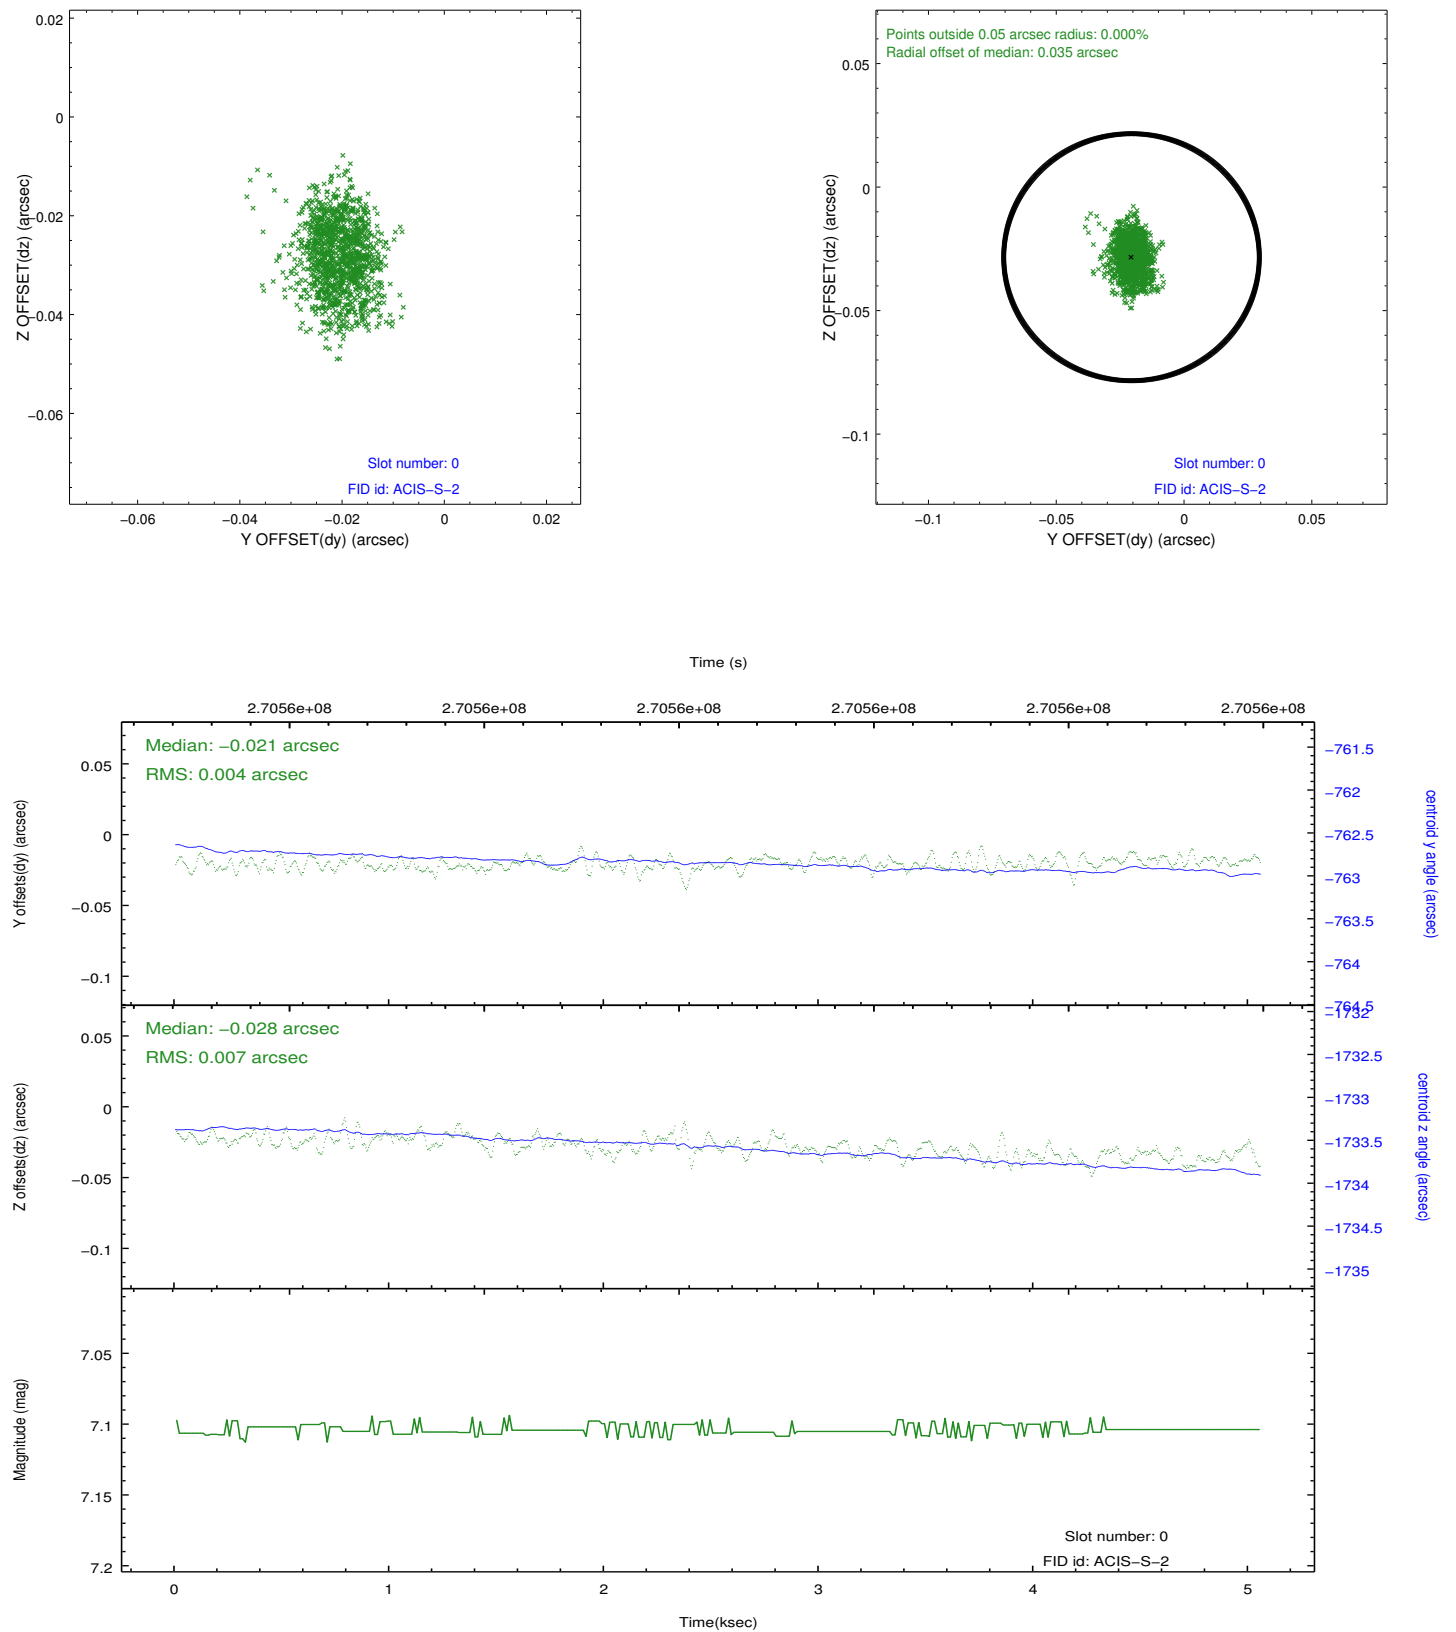 0.02
0
−0.02
−0.04
−0.06
Z OFFSET(dz) (arcsec)
Slot number: 0
FID id: ACIS−S−2
−0.06
−0.04
−0.02
0
0.02
Y OFFSET(dy) (arcsec)
Points outside 0.05 arcsec radius: 0.000%
Radial offset of median: 0.035 arcsec
0.05
0
−0.05
−0.1
Z OFFSET(dz) (arcsec)
Slot number: 0
FID id: ACIS−S−2
−0.1
−0.05
0
0.05
Y OFFSET(dy) (arcsec)
Time (s)
2.7056e+08
2.7056e+08
2.7056e+08
2.7056e+08
2.7056e+08
2.7056e+08
Median: −0.021 arcsec
RMS: 0.004 arcsec
0.05
0
−0.05
−0.1
Y offsets(dy) (arcsec)
−761.5
−762
−762.5
−763
−763.5
−764
−764.5
centroid y angle (arcsec)
Median: −0.028 arcsec
RMS: 0.007 arcsec
0.05
0
−0.05
−0.1
Z offsets(dz) (arcsec)
−1732
−1732.5
−1733
−1733.5
−1734
−1734.5
−1735
centroid z angle (arcsec)
7.05
7.1
7.15
7.2
Magnitude (mag)
Slot number: 0
FID id: ACIS−S−2
0
1
2
3
4
5
Time(ksec)